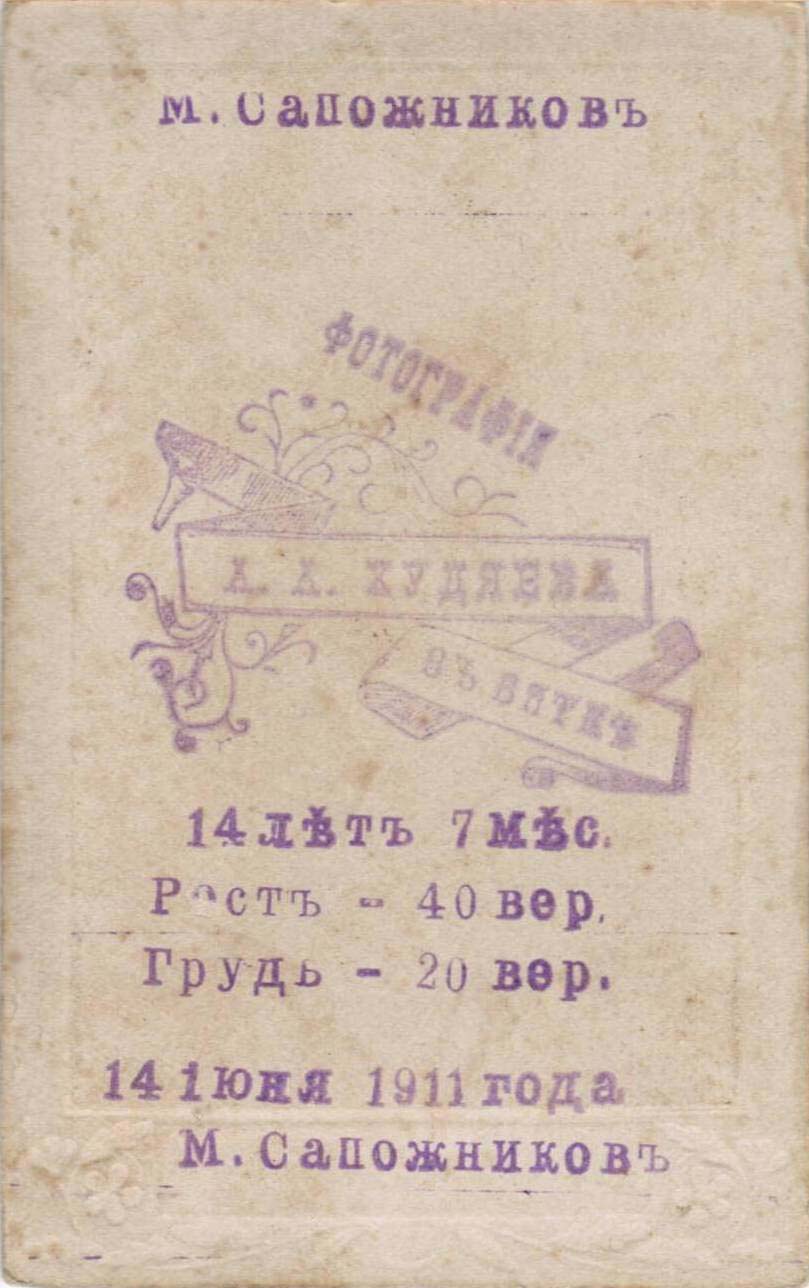 М. Сапожниковъ
ФОТОГРАФІЯ
А. А. ХУДЯЕВА
ВЪ ВЯТКѢ
14 лѣтъ 7 мѣс.
Ростъ - 40 вер.
Грудь - 20 вер.
14 іюня 1911 года
М. Сапожниковъ